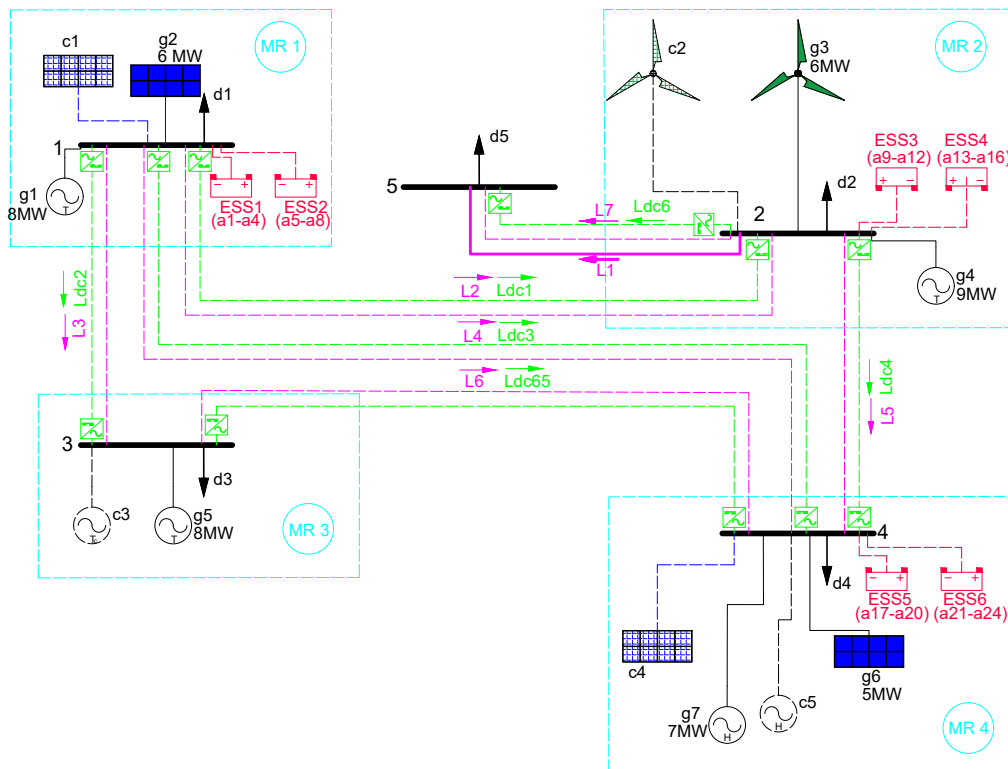 c1
g2
6 MW
MR 1
d1
1
g1
T
8MW
ESS1
(a1-a4)
ESS2
(a5-a8)
c2
g3
6MW
MR 2
ESS3
(a9-a12)
ESS4
(a13-a16)
d5
5
d2
2
L7
Ldc6
L1
g4
T
9MW
Ldc2
L3
L2
Ldc1
L4
Ldc3
L6
Ldc65
Ldc4
L5
3
d3
c3
T
g5
T
8MW
MR 3
4
d4
ESS5
(a17-a20)
ESS6
(a21-a24)
c4
g7
7MW
H
c5
H
g6
5MW
MR 4